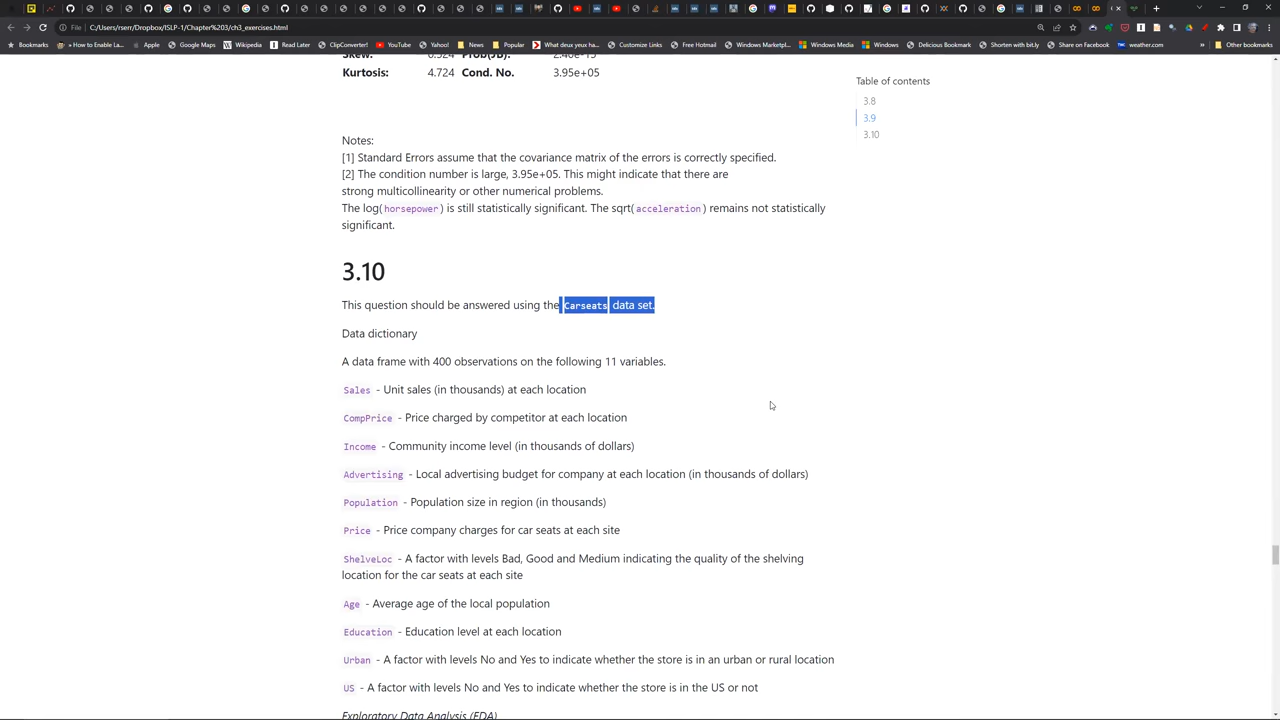 File | C:/Users/rserr/Dropbox/ISLP-1/Chapter%203/ch3_exercises.html
Bookmarks » How to Enable La... Apv Dropbox Google Maps Wikipedia Read Later ClipConverter! YouTube Yahoo! News Popular What deux yeux ha... Customize Links Free Hotmail Windows Marketpl... Windows Media Windows Delicious Bookmark Shorten with bit.ly Share on Facebook weather.com Other bookmarks
Kurtosis: 4.724 Cond. No. 3.95e+05
Table of contents
3.8
3.9
3.10
Notes:
[1] Standard Errors assume that the covariance matrix of the errors is correctly specified.
[2] The condition number is large, 3.95e+05. This might indicate that there are
strong multicollinearity or other numerical problems.
The log(horsepower) is still statistically significant. The sqrt(acceleration) remains not statistically
significant.
3.10
This question should be answered using the Carseats data set.
Data dictionary
A data frame with 400 observations on the following 11 variables.
Sales - Unit sales (in thousands) at each location
CompPrice - Price charged by competitor at each location
Income - Community income level (in thousands of dollars)
Advertising - Local advertising budget for company at each location (in thousands of dollars)
Population - Population size in region (in thousands)
Price - Price company charges for car seats at each site
ShelveLoc - A factor with levels Bad, Good and Medium indicating the quality of the shelving
location for the car seats at each site
Age - Average age of the local population
Education - Education level at each location
Urban - A factor with levels No and Yes to indicate whether the store is in an urban or rural location
US - A factor with levels No and Yes to indicate whether the store is in the US or not
Exploratory Data Analysis (EDA)